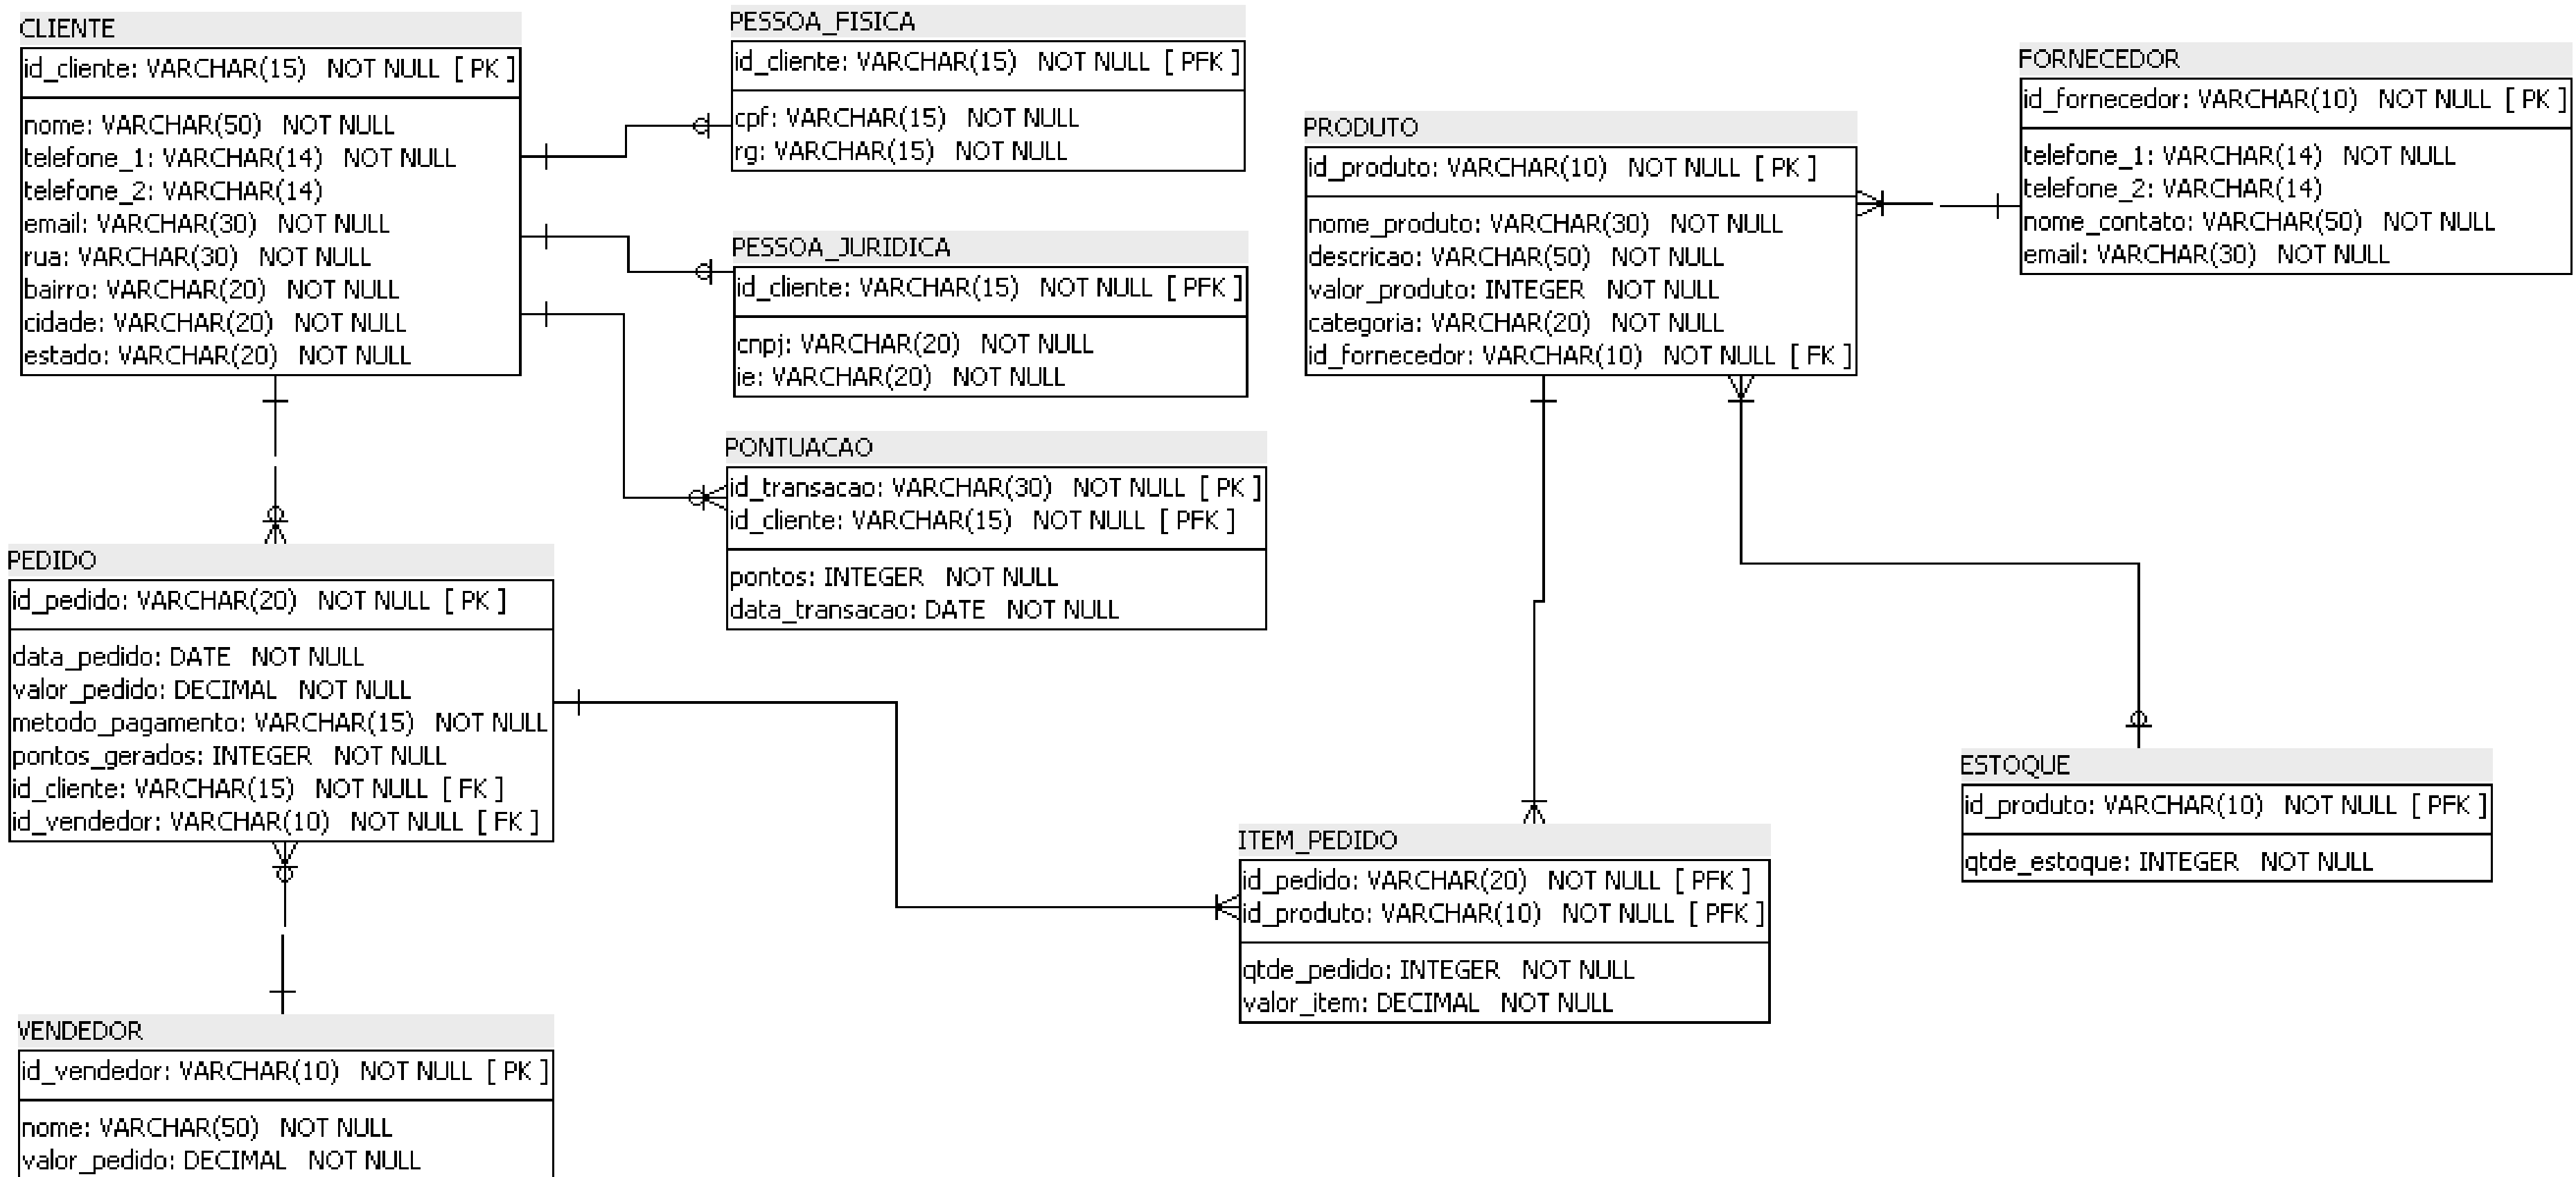 CLIENTE
id_cliente: VARCHAR(15) NOT NULL [ PK ]
nome: VARCHAR(50) NOT NULL
telefone_1: VARCHAR(14) NOT NULL
telefone_2: VARCHAR(14)
email: VARCHAR(30) NOT NULL
rua: VARCHAR(30) NOT NULL
bairro: VARCHAR(20) NOT NULL
cidade: VARCHAR(20) NOT NULL
estado: VARCHAR(20) NOT NULL
PESSOA_FISICA
id_cliente: VARCHAR(15) NOT NULL [ PFK ]
cpf: VARCHAR(15) NOT NULL
rg: VARCHAR(15) NOT NULL
PESSOA_JURIDICA
id_cliente: VARCHAR(15) NOT NULL [ PFK ]
cnpj: VARCHAR(20) NOT NULL
ie: VARCHAR(20) NOT NULL
PONTUACAO
id_transacao: VARCHAR(30) NOT NULL [ PK ]
id_cliente: VARCHAR(15) NOT NULL [ PFK ]
pontos: INTEGER NOT NULL
data_transacao: DATE NOT NULL
PRODUTO
id_produto: VARCHAR(10) NOT NULL [ PK ]
nome_produto: VARCHAR(30) NOT NULL
descricao: VARCHAR(50) NOT NULL
valor_produto: INTEGER NOT NULL
categoria: VARCHAR(20) NOT NULL
id_fornecedor: VARCHAR(10) NOT NULL [ FK ]
FORNECEDOR
id_fornecedor: VARCHAR(10) NOT NULL [ PK ]
telefone_1: VARCHAR(14) NOT NULL
telefone_2: VARCHAR(14)
nome_contato: VARCHAR(50) NOT NULL
email: VARCHAR(30) NOT NULL
PEDIDO
id_pedido: VARCHAR(20) NOT NULL [ PK ]
data_pedido: DATE NOT NULL
valor_pedido: DECIMAL NOT NULL
metodo_pagamento: VARCHAR(15) NOT NULL
pontos_gerados: INTEGER NOT NULL
id_cliente: VARCHAR(15) NOT NULL [ FK ]
id_vendedor: VARCHAR(10) NOT NULL [ FK ]
ITEM_PEDIDO
id_pedido: VARCHAR(20) NOT NULL [ PFK ]
id_produto: VARCHAR(10) NOT NULL [ PFK ]
qtde_pedido: INTEGER NOT NULL
valor_item: DECIMAL NOT NULL
ESTOQUE
id_produto: VARCHAR(10) NOT NULL [ PFK ]
qtde_estoque: INTEGER NOT NULL
VENDEDOR
id_vendedor: VARCHAR(10) NOT NULL [ PK ]
nome: VARCHAR(50) NOT NULL
valor_pedido: DECIMAL NOT NULL